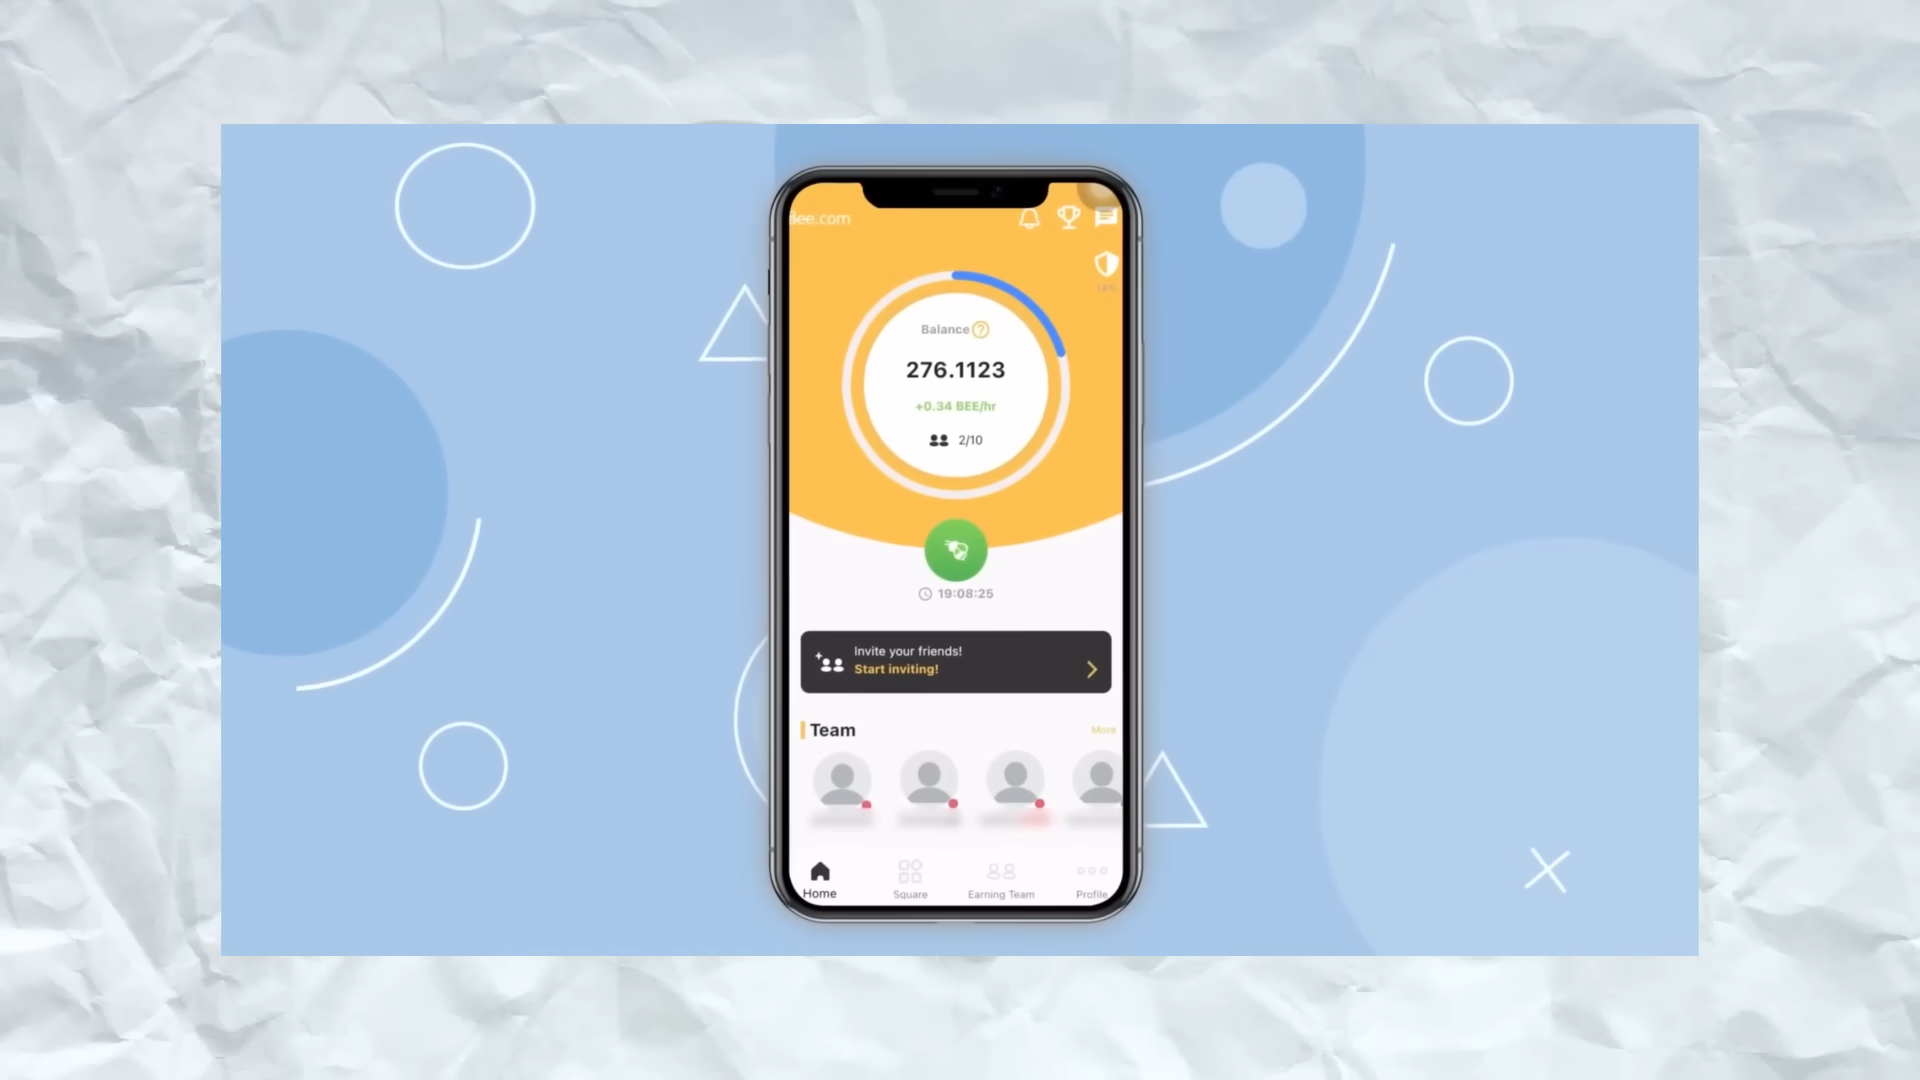 Bee.com
Balance ?
276.1123
+0.34 BEE/hr
2/10
19:08:25
Invite your friends!
Start inviting!
Team
More
Home
Square
Earning Team
Profile